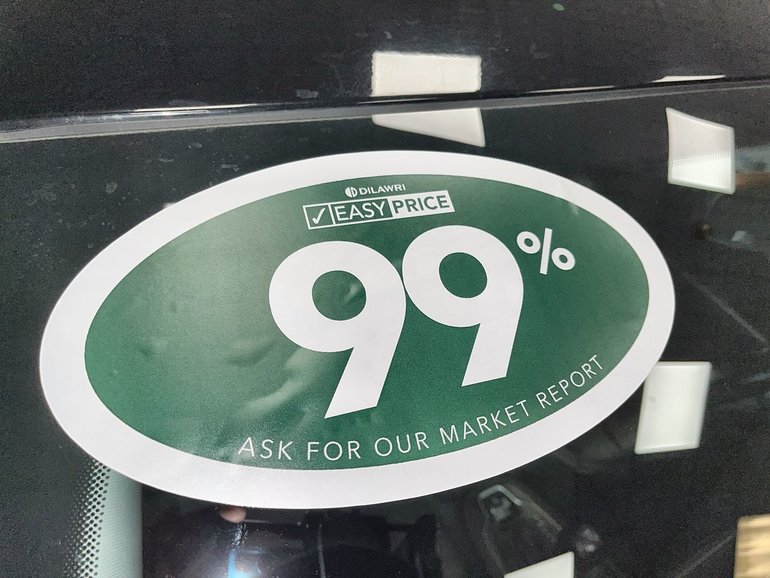 DILAWRI
✓ EASY PRICE
99%
ASK FOR OUR MARKET REPORT